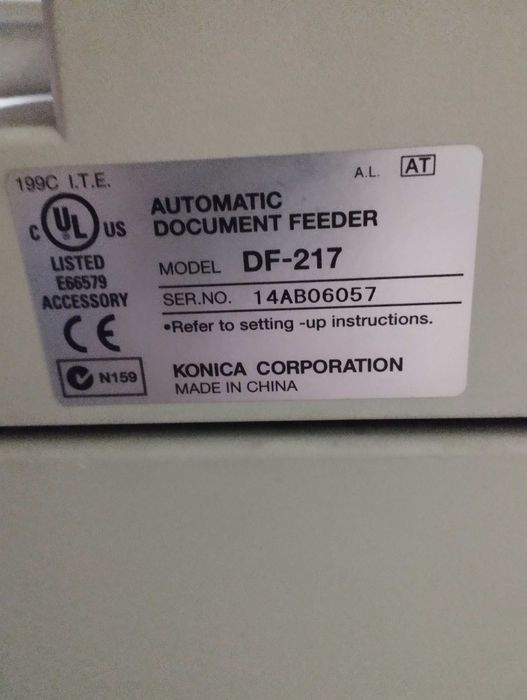 199C I.T.E.
A.L. AT
C UL US
LISTED
E66579
ACCESSORY
CE
N159
AUTOMATIC
DOCUMENT FEEDER
MODEL DF-217
SER.NO. 14AB06057
•Refer to setting -up instructions.
KONICA CORPORATION
MADE IN CHINA